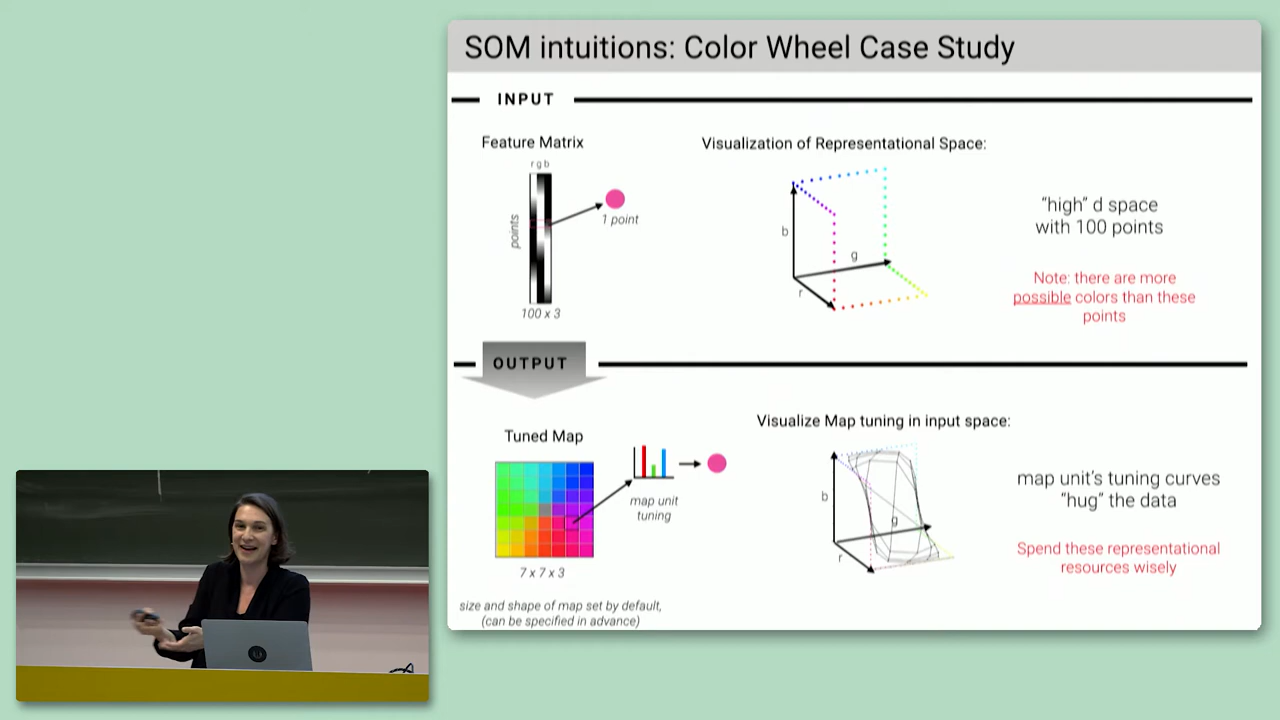 SOM intuitions: Color Wheel Case Study
INPUT
Feature Matrix
r g b
points
1 point
100 x 3
Visualization of Representational Space:
b
g
r
“high” d space
with 100 points
Note: there are more
possible colors than these
points
OUTPUT
Tuned Map
map unit
tuning
7 x 7 x 3
size and shape of map set by default,
(can be specified in advance)
Visualize Map tuning in input space:
b
g
r
map unit’s tuning curves
“hug” the data
Spend these representational
resources wisely